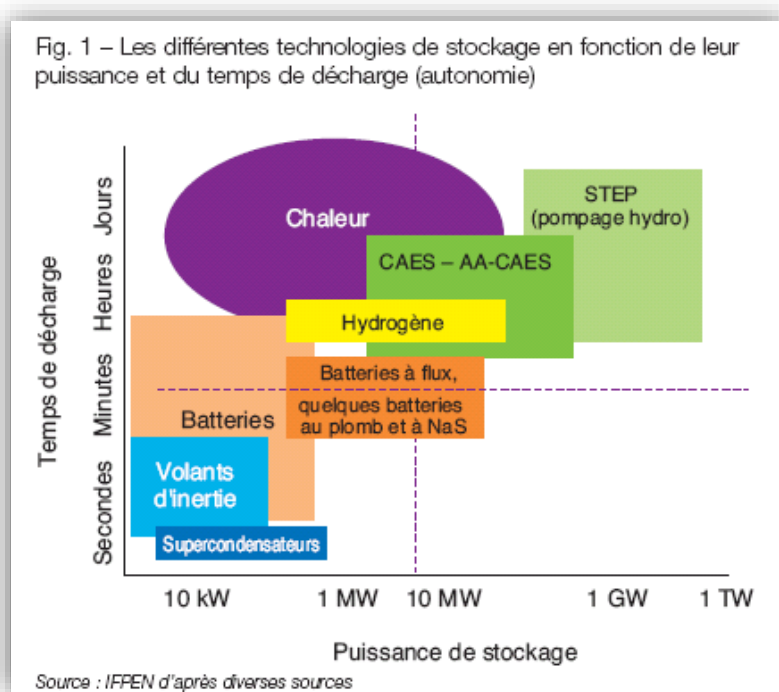 Fig. 1 – Les différentes technologies de stockage en fonction de leur
puissance et du temps de décharge (autonomie)
Temps de décharge
Jours
Heures
Minutes
Secondes
Chaleur
STEP
(pompage hydro)
CAES – AA-CAES
Hydrogène
Batteries à flux,
quelques batteries
au plomb et à NaS
Batteries
Volants
d'inertie
Supercondensateurs
10 kW 1 MW 10 MW 1 GW 1 TW
Puissance de stockage
Source : IFPEN d'après diverses sources